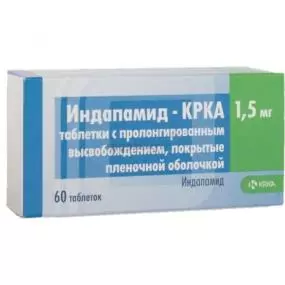 Индапамид - КРКА 1,5 мг
таблетки с пролонгированным
высвобождением, покрытые
пленочной оболочкой
Индапамид
60 таблеток
KRKA